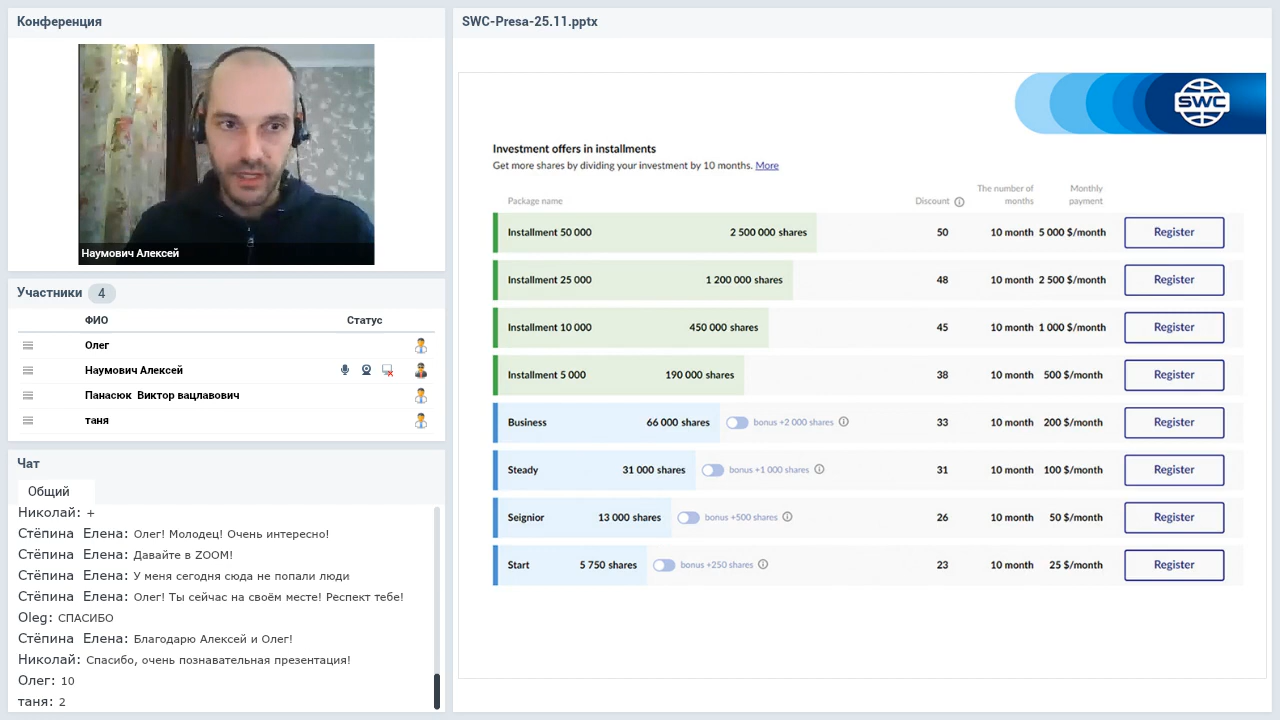 Конференция
Наумович Алексей
Участники 4
ФИО Статус
Олег
Наумович Алексей
Панасюк Виктор вацлавович
таня
Чат
Общий
Николай: +
Стёпина Елена: Олег! Молодец! Очень интересно!
Стёпина Елена: Давайте в ZOOM!
Стёпина Елена: У меня сегодня сюда не попали люди
Стёпина Елена: Олег! Ты сейчас на своём месте! Респект тебе!
Oleg: СПАСИБО
Стёпина Елена: Благодарю Алексей и Олег!
Николай: Спасибо, очень познавательная презентация!
Олег: 10
таня: 2
SWC-Presa-25.11.pptx
SWC
Investment offers in installments
Get more shares by dividing your investment by 10 months. More
Package name Discount The number of months Monthly payment
Installment 50 000 2 500 000 shares 50 10 month 5 000 $/month Register
Installment 25 000 1 200 000 shares 48 10 month 2 500 $/month Register
Installment 10 000 450 000 shares 45 10 month 1 000 $/month Register
Installment 5 000 190 000 shares 38 10 month 500 $/month Register
Business 66 000 shares bonus +2 000 shares 33 10 month 200 $/month Register
Steady 31 000 shares bonus +1 000 shares 31 10 month 100 $/month Register
Seignior 13 000 shares bonus +500 shares 26 10 month 50 $/month Register
Start 5 750 shares bonus +250 shares 23 10 month 25 $/month Register